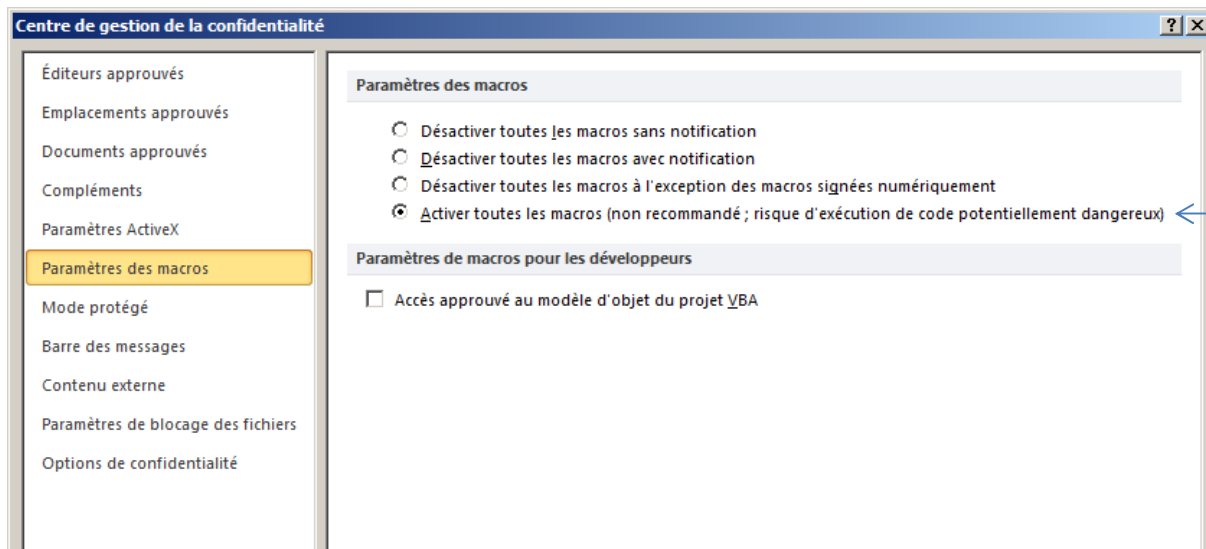 Centre de gestion de la confidentialité
Éditeurs approuvés
Emplacements approuvés
Documents approuvés
Compléments
Paramètres ActiveX
Paramètres des macros
Mode protégé
Barre des messages
Contenu externe
Paramètres de blocage des fichiers
Options de confidentialité
Paramètres des macros
Désactiver toutes les macros sans notification
Désactiver toutes les macros avec notification
Désactiver toutes les macros à l'exception des macros signées numériquement
Activer toutes les macros (non recommandé ; risque d'exécution de code potentiellement dangereux)
Paramètres de macros pour les développeurs
Accès approuvé au modèle d'objet du projet VBA